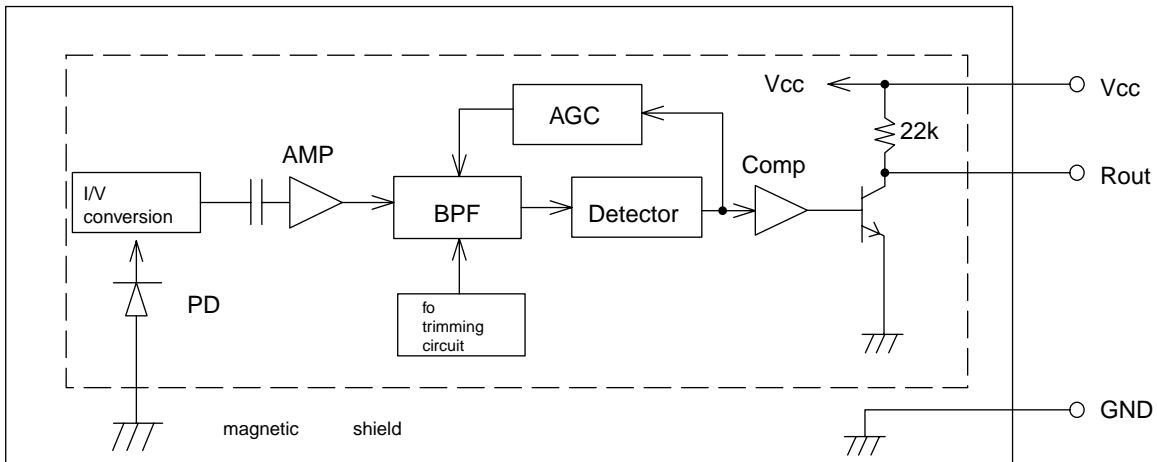 Vcc
Vcc
AGC
22k
AMP
Comp
Rout
I/V
conversion
BPF
Detector
PD
fo
trimming
circuit
GND
magnetic shield